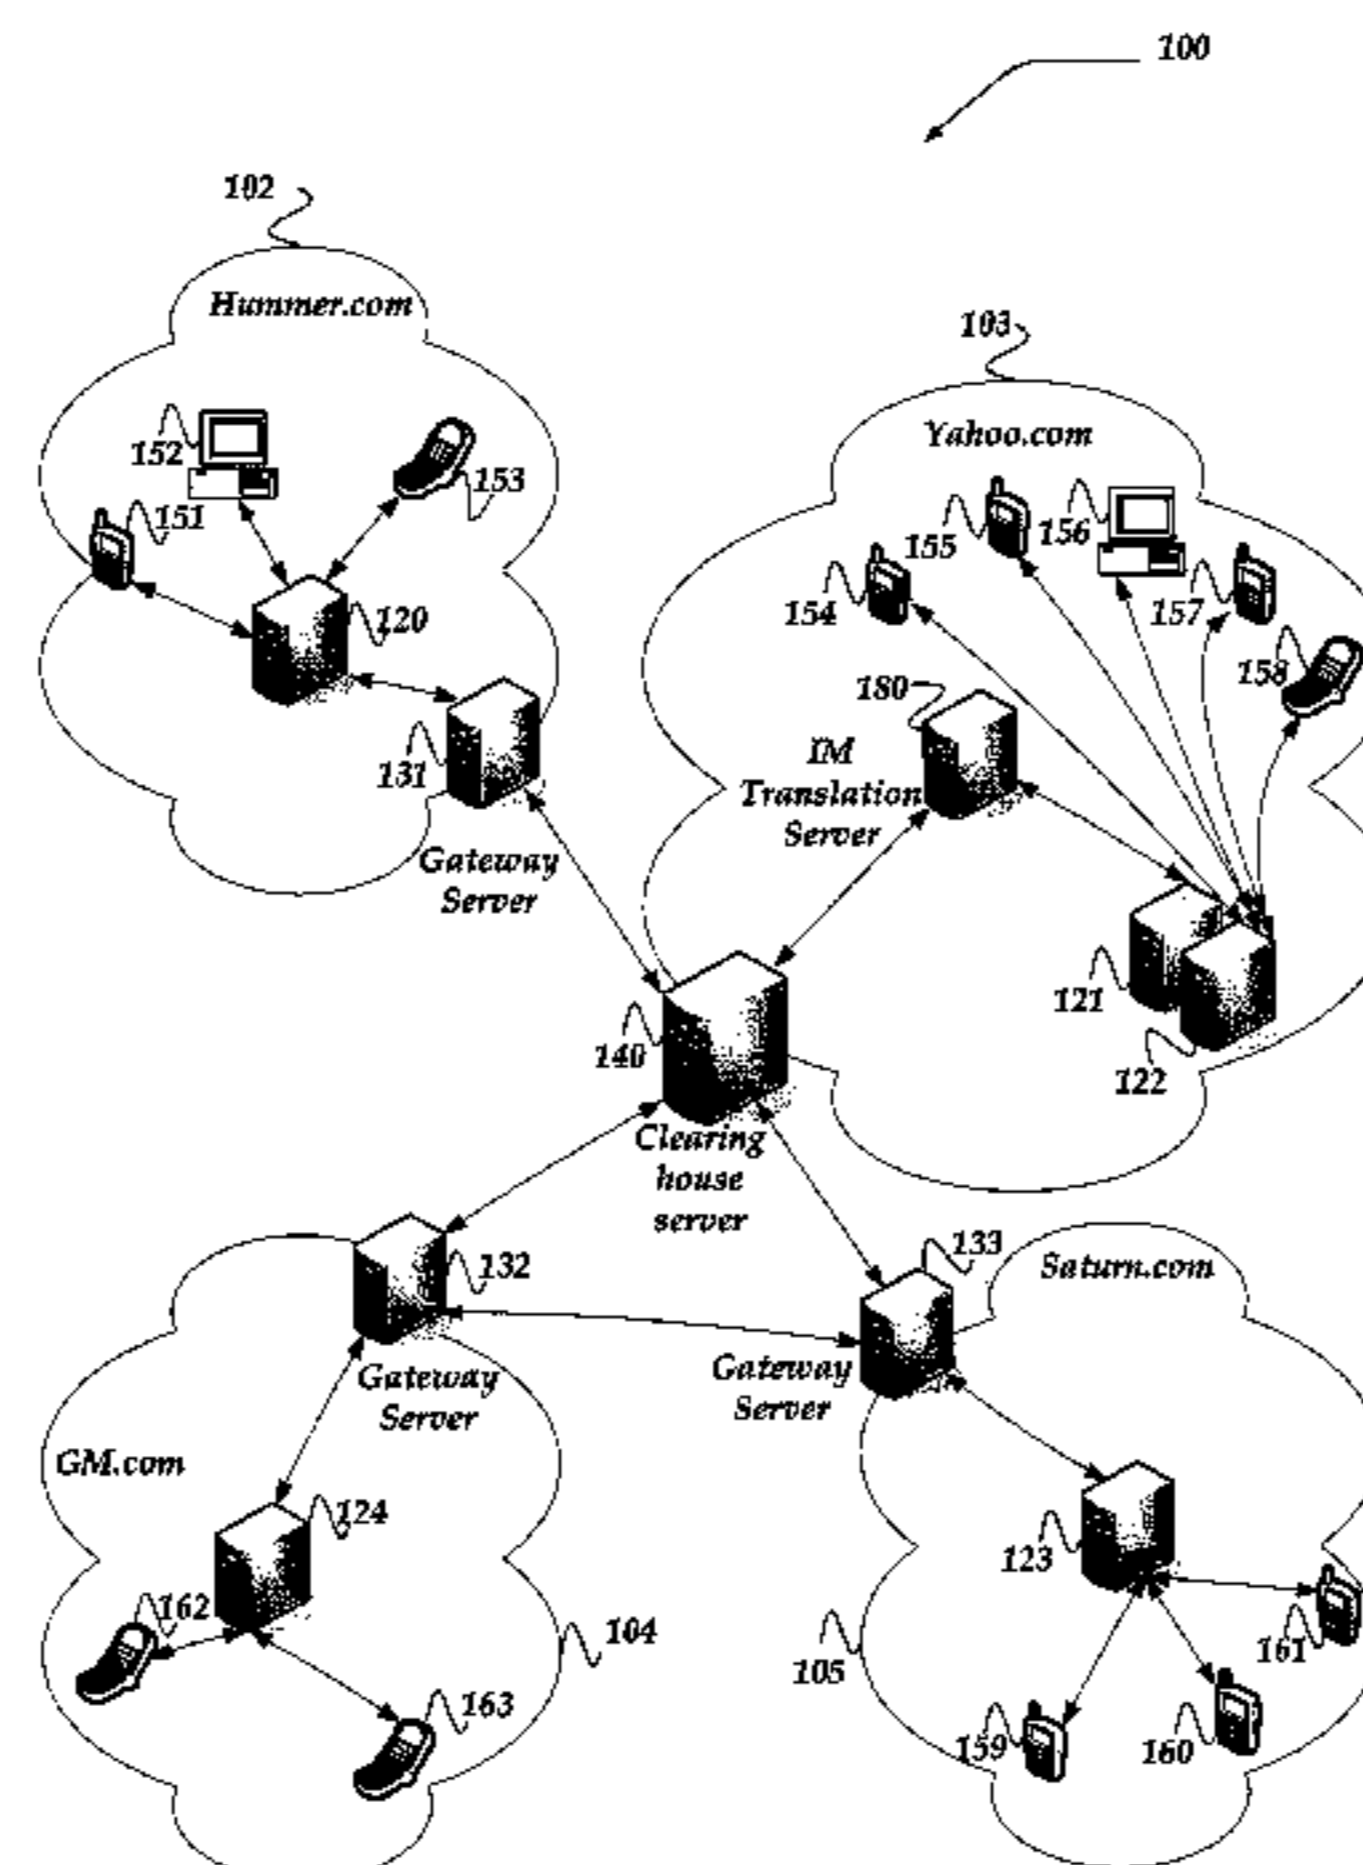 100
102
Hummer.com
103
Yahoo.com
152
153
151
155
156
154
157
120
158
180
131
IM
Translation
Server
Gateway
Server
121
140
122
Clearing
house
server
132
133
Saturn.com
Gateway
Server
Gateway
Server
GM.com
124
123
162
104
161
105
163
159
160